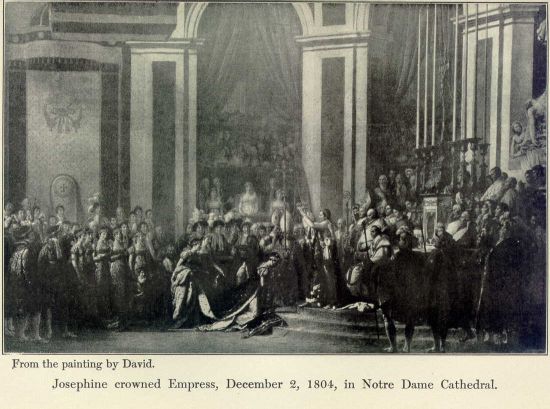 From the painting by David.
Josephine crowned Empress, December 2, 1804, in Notre Dame Cathedral.